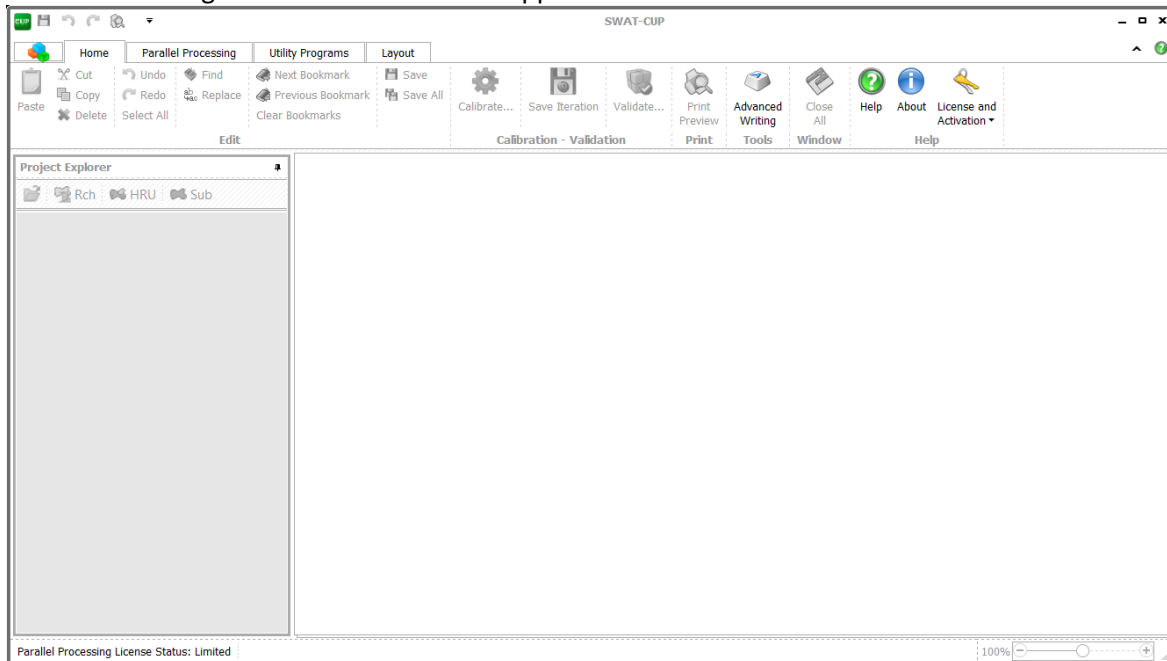 CUP SWAT-CUP
Home Parallel Processing Utility Programs Layout
Paste
Cut Undo Find Next Bookmark Save
Copy Redo Replace Previous Bookmark Save All
Delete Select All Clear Bookmarks
Calibrate... Save Iteration Validate... Print Preview Advanced Writing Close All Help About License and Activation
Edit Calibration - Validation Print Tools Window Help
Project Explorer
Rch HRU Sub
Parallel Processing License Status: Limited 100%